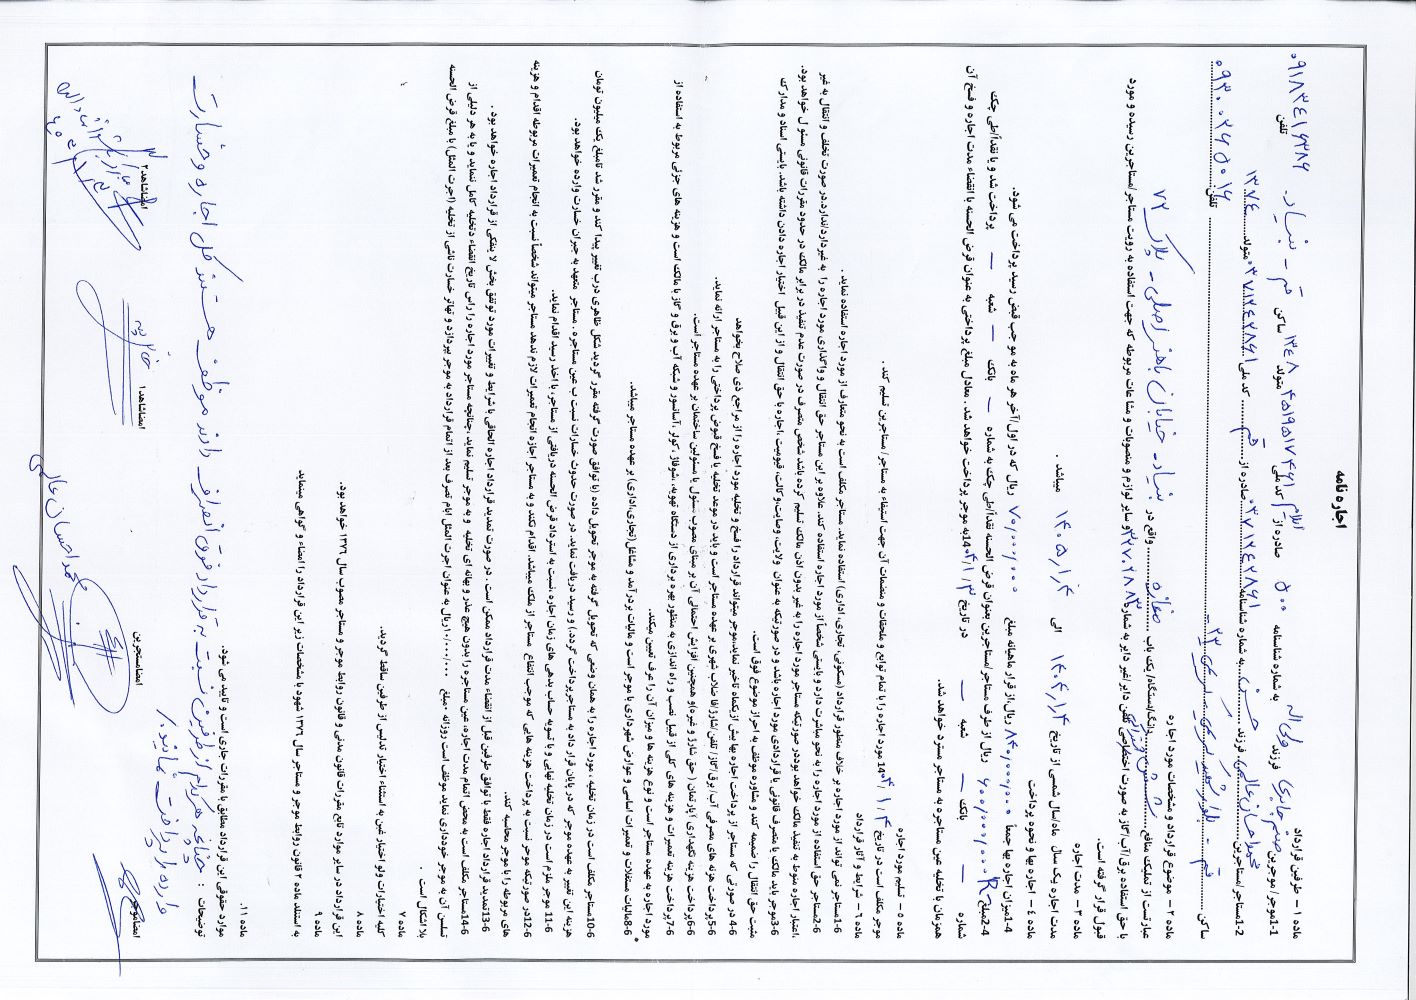 اجاره نامه
ماده ۱ – طرفین قرارداد
1-1موجر/ موجرین صنم جابری فرزند ولی اله به شماره شناسنامه ۵۰۰ صادره از ایلام کد ملی ۴۵۱۹۵۱۷۴۶۱ متولد ۱۳۴۸ ساکن قم - بنیاد. تلفن ۰۹۱۸۳۴۱۶۳۸۶
1-2مستاجر/مستاجرین محمد احسان عالمی فرزند حسن به شماره شناسنامه ۰۳۷۱۲۴۲۸۶۱ صادره از قم کد ملی ۰۳۷۱۲۴۲۸۶۱ متولد ۱۳۷۴
ساکن قم - بلوار شهید کریمی - کریمی ۲۳ - تلفن: ۰۹۳۰۰۲۶۵۰۱۶
ماده ۲ – موضوع قرارداد و مشخصات مورد اجاره
عبارتست از تملیک منافع شش دانگ/دستگاه/ یک باب مغازه واقع در بنیاد - خیابان باهنر اصلی - پلاک ۷۲
با حق استفاده برق/آب/گاز به صورت اختصاصی اشتراکی تلفن دایر/غیر دایر به شماره ۳۲۷۰۲۸۸۳ و سایر لوازم و منصوبات و مشاعات مربوطه که جهت استفاده به رویت مستاجر/مستاجرین رسیده و مورد
قبول قرار گرفته است.
ماده ۳ – مدت اجاره
مدت اجاره یک سال ماه/سال شمسی از تاریخ ۱۴۰۴/۱/۴ الی ۱۴۰۵/۱/۴ میباشد .
ماده ٤ – اجاره بها و نحوه پرداخت
1-4میزان اجاره بها جمعاً ۸۴۰/۰۰۰/۰۰۰ ریال،از قرار ماهیانه مبلغ ۷۰/۰۰۰/۰۰۰ ریال که در اول/آخر هر ماه به مو جب قبض رسید پرداخت می شود.
2-4مبلغ ۶۰۰/۰۰۰/۰۰۰R ریال از طرف مستاجر/مستاجرین بعنوان قرض الحسنه نقداً/طی چک به شماره — بانک — شعبه — پرداخت شد و یا نقداً/طی چک
شماره — بانک — شعبه — در تاریخ ۱۴۰۴/۱/۳ به موجر پرداخت خواهد شد . معادل مبلغ پرداختی به عنوان قرض الحسنه با انقضاء مدت اجاره و فسخ آن
همزمان با تخلیه عین مستاجره به مستاجر مسترد خواهد شد.
ماده ٥ – تسلیم مورد اجاره
موجر مکلف است در تاریخ ۱۴۰۴/۱/۴ مورد اجاره را با تمام توابع و ملحقات و منضمات آن جهت استیفاء به مستاجر/ مستاجرین تسلیم کند .
ماده ٦ – شرایط و آثار قرارداد
1-6مستاجر نمی تواند از مورد اجاره بر خلاف منظور قرارداد (مسکونی، تجاری، اداری) استفاده نماید. مستاجر مکلف است به نحو متعارف از مورد اجاره استفاده نماید .
2-6مستاجر حق استفاده از مورد اجاره را به نحو مباشرت دارد و بایستی شخصاً از مورد اجاره استفاده کند. علاوه بر این مستاجر حق انتقال و واگذاری مورد اجاره را به غیردارد/ندارد.در صورت تخلف و انتقال به غیر
،اعتبار اجاره منوط به تنفیذ مالک خواهد بوددر صورتیکه مستاجر مورد اجاره را به غیر بدون اذن مالک تسلیم کرده باشد شخص متصرف در صورت عدم تنفیذ در برابر مالک در حدود مقررات قانونی مسئول خواهد بود.
3-6موجر باید مالک یا متصرف قانونی یا قراردادی مورد اجاره باشد و در صورتیکه به عنوان ولایت، وصایت،وکالت، قیومیت ،اجاره با حق انتقال و از این قبیل اختیار اجاره دادن داشته باشد. بایستی اسناد و مدارک
مثبت حق انتقال را ضمیمه کند و مشاوره موظف به احراز موضوع فوق است.
4-6 در صورتی که مستاجر از پرداخت اجاره بها بیش ازیکماه تاخیر نماید،موجر میتواند قرارداد را فسخ و تخلیه مورد اجاره را از مراجع ذی صلاح بخواهد
5-6پرداخت هزنه های مصرفی آب/ برق/گاز/ تلفن/شارژ/فا ضلاب شهری بر عهده مستاجر است و باید در موعد تخلیه یا فسخ قبوض پرداختی را به مستاجر ارائه نماید.
6-6پرداخت هزینه نگهداری آپارتمان ( حق شارژ و غیره)و همچنین افزایش احتمالی آن بر مبنای مصوب مسئول یا مسئولین ساختمان بر عهده مستاجر است.
7-6پرداخت هزینه تعمیرات و هزینه های کلی از قبیل نصب و راه اندازی به منظور بهره برداری از دستگاه تهویه، شوفاژ ،کولر ،آسانسور و شبکه آب و برق و گاز با مالک است و هزینه های جزئی مربوط به استفاده از
مورد اجاره به عهده مستاجر است و نوع هزینه ها و میزان آن را عرف تعیین میکند.
8-6مالیات مستغلات و تعمیرات اساسی و عوارض شهرداری با موجر است و مالیات بردرآمد و مشاغل(تجاری،اداری) بر عهده مستاجر میباشد.
10-6مستاجر مکلف است در زمان تخلیه ، مورد اجاره را به همان وضعی که تحویل گرفته به موجر تحویل داده (با توافق صورت گرفته مقرر گردید شکل ظاهری درب تغییر پیدا کند و مقرر شد تامبلغ یک میلیون تومان
هزینه این تغییر به عهده موجر که در پایان قرار داد به مستاجرپرداخت گردد.) و رسید دریافت نماید. در صورت حدوث خسارات نسبت ب عین مستاجره . مستاجر متعهد به جبران خسارت وارده خواهد بود.
11-6 موجر ملزم است در زمان تخلیه نهایی و با تسویه حساب بدهی های زمان اجاره ،نسبت به استرداد قرض الحسنه دریافتی از مستاجر، با اخذ رسید اقدام نماید.
12-6در صورتیکه موجر نسبت به پرداخت هزینه هایی که موجب انتفاع مستاجر از ملک میباشد. اقدام نکند و به مستاجر اجازه انجام تعمیرات لازم ندهد مستاجر میتواند شخصاً نسبت به انجام تعمیرات مربوطه اقدام و هزینه
های مربوطه را با موجر محاسبه کند.
13-6تمدید قرارداد اجاره فقط با توافق طرفین قبل از انقضاء مدت قرارداد ممکن است . در صورت تمدید قرارداد اجاره الحاقی با شرایط و تغییرات مورد توتفق بخش لا ینفکی از قرارداد اجاره خواهد بود .
14-6مستاجر مکلف است به محض اتمام مدت اجاره، عین مستاجره را بدون هیچ عذر و بهانه ای تخلیه و به موجر تسلیم نماید ،چنانچه مستاجر مورد اجاره را راس تاریخ انقضاء دتخلیه کامل ننماید و یا به هر دلیلی از
تسلسن آن به موجر خودداری نماید موظف است روزانه ۰مبلغ ۱۰/۰۰۰/۰۰۰ریال به عنوان اجرت المثل ایام تصرف بعد از اتمام قرارداد به موجر بپردازد و تهاتر خسارت ناشی از تخلیه (اجرت المثل) با مبلغ قرض الحسنه
بلا اشکال است .
ماده ۷
کلیه اختیارات ولو اختیار غبن به استثناء اختیار تدلیس از طرفین ساقط گردید.
ماده ۸
این قرارداد در سایر موارد تابع مقررات قانون مدنی و قانون روابط موجر و مستاجر مصوب سال ۱۳۷٦ خواهد بود.
ماده ۹
به استنلد ماده ۲ قانون روابط موجر و مستاجر سال ۱۳۷٦ شهود با مشخصات زیر این قرارداد را امضاء و گواهی مینماید
ماده ۱۱.
موارد حقوقی این قرارداد مطابق با مقررات جاری است و تایید می شود.
توضیحات : چنانچه هر کدام از طرفین نسبت به قرارداد فوق انصراف دادند موظف هستند کل اجاره و خسارت
وارده را پرداخت نمایند./
امضاموجر امضامستجرین امضاشاهد۱ امضاشاهد۲
محمد احسان عالمی